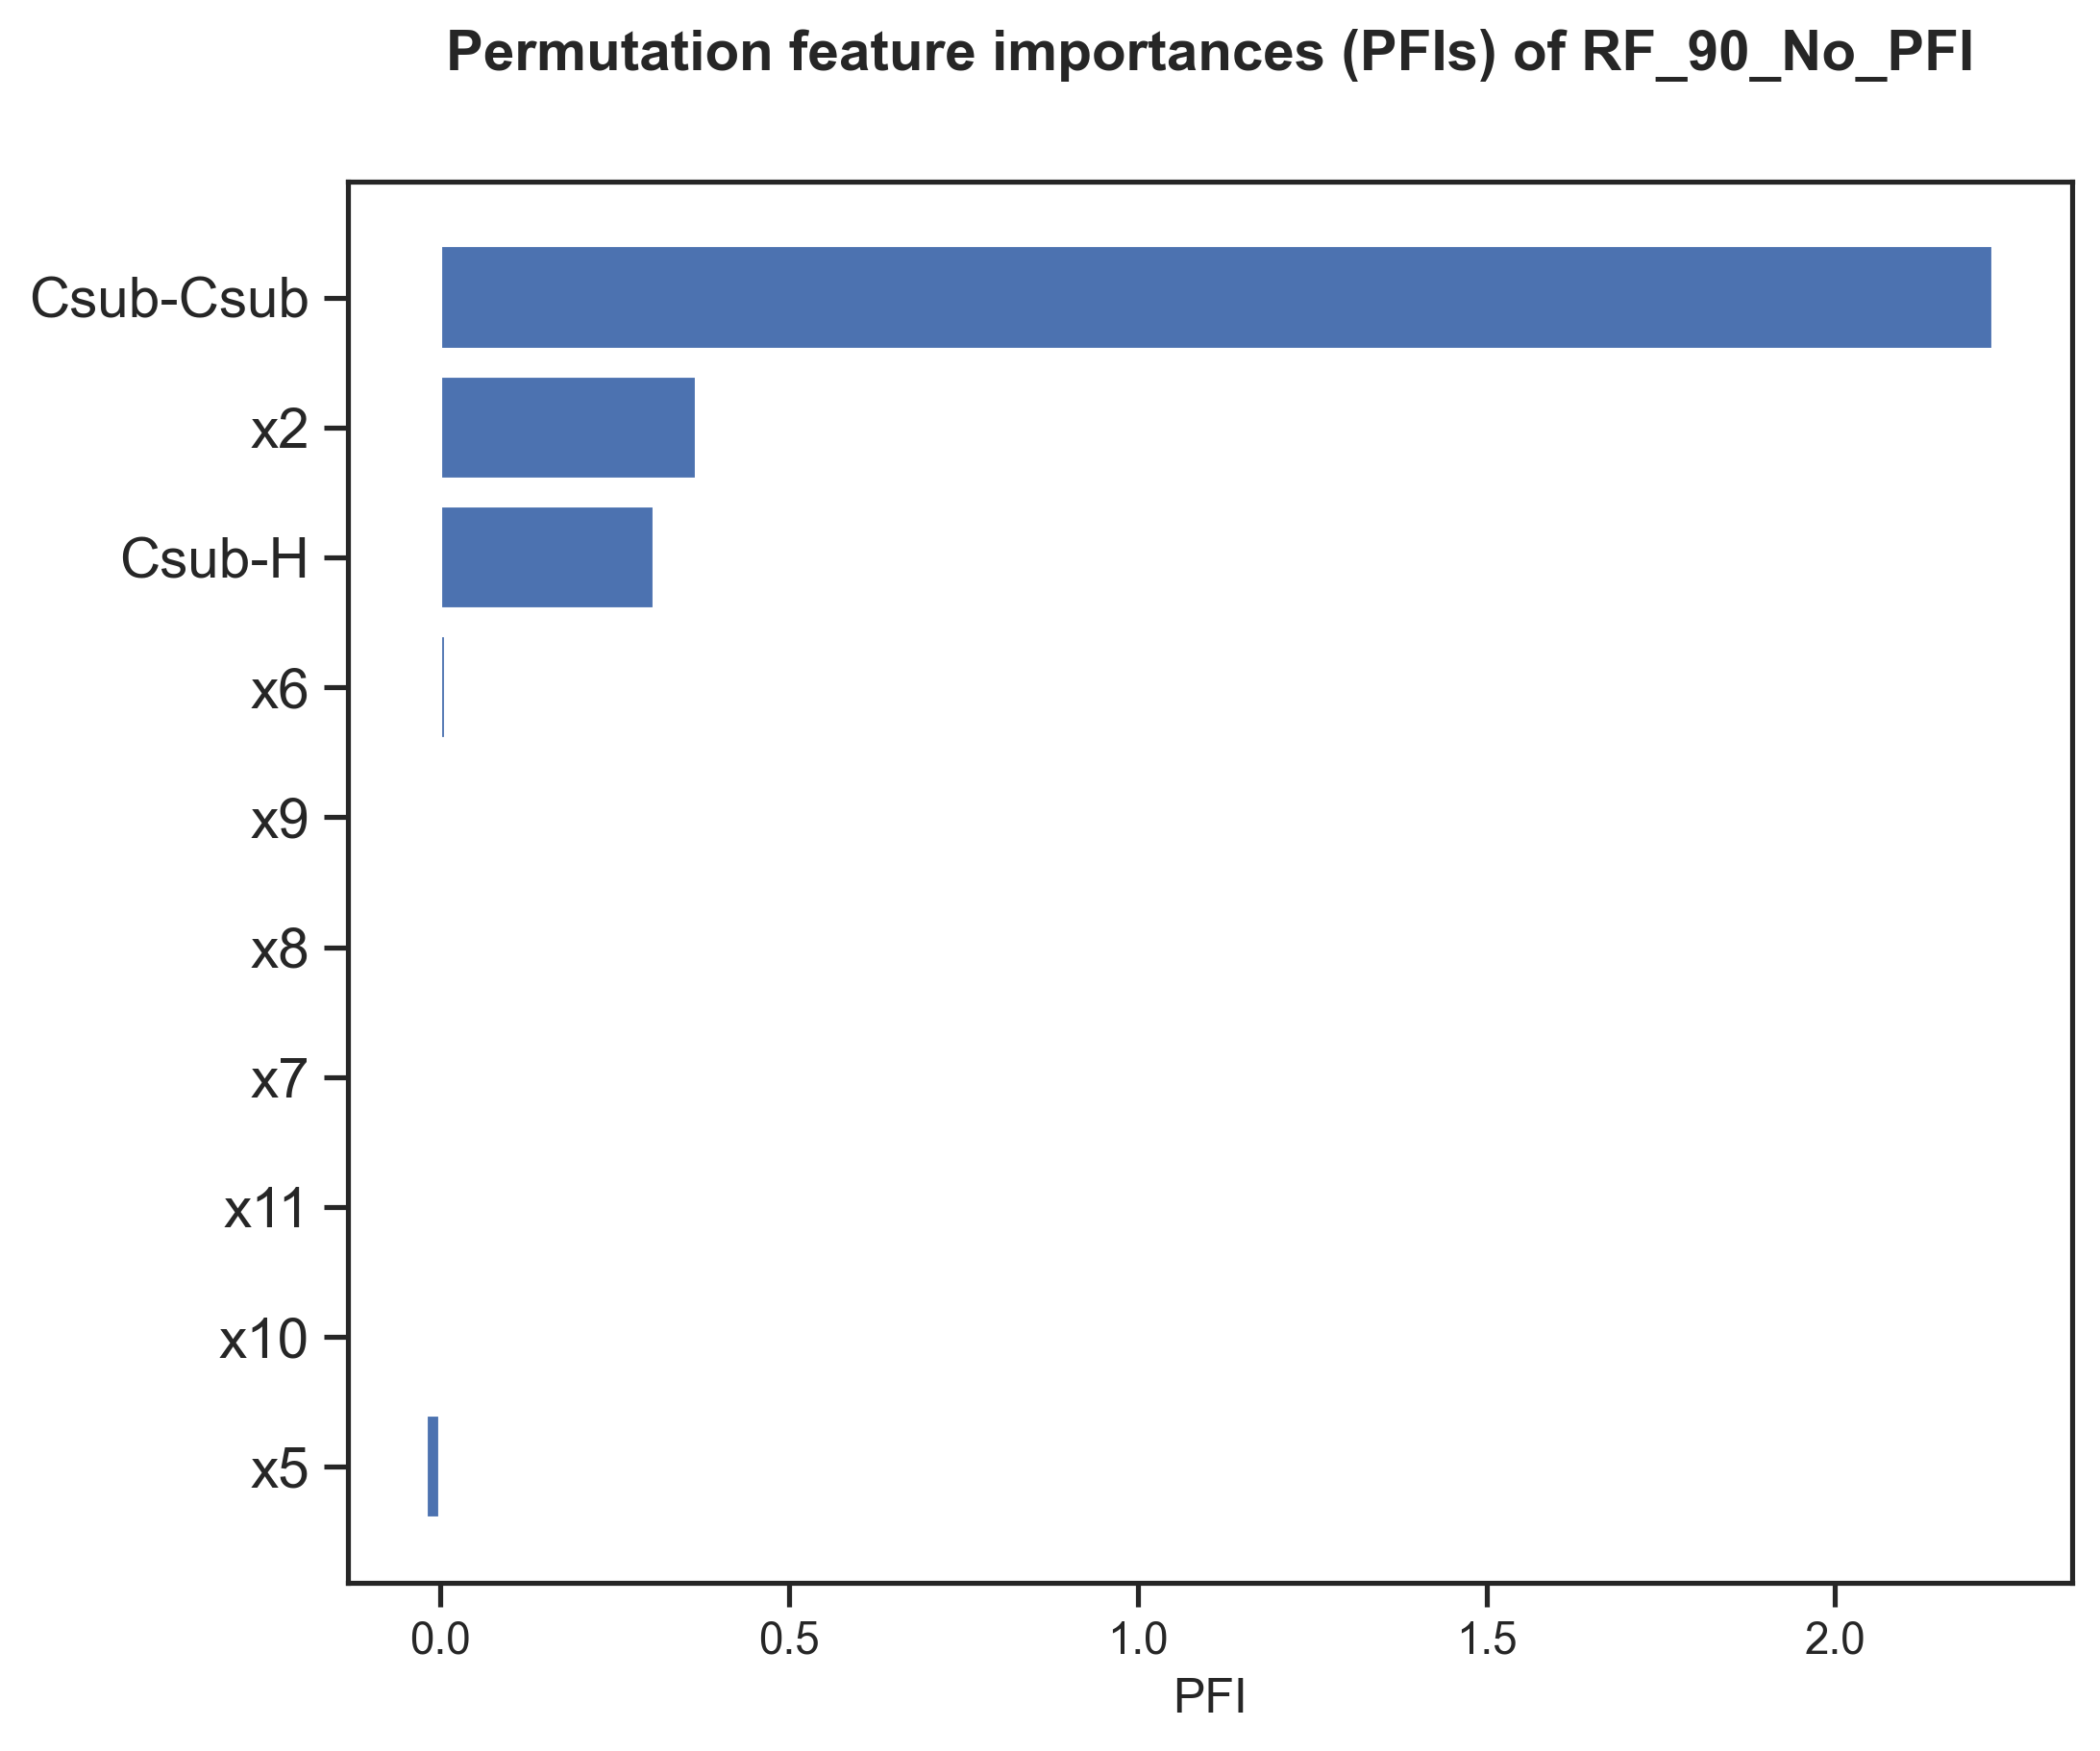 Permutation feature importances (PFIs) of RF_90_No_PFI
Csub-Csub
x2
Csub-H
x6
x9
x8
x7
x11
x10
x5
0.0 0.5 1.0 1.5 2.0
PFI